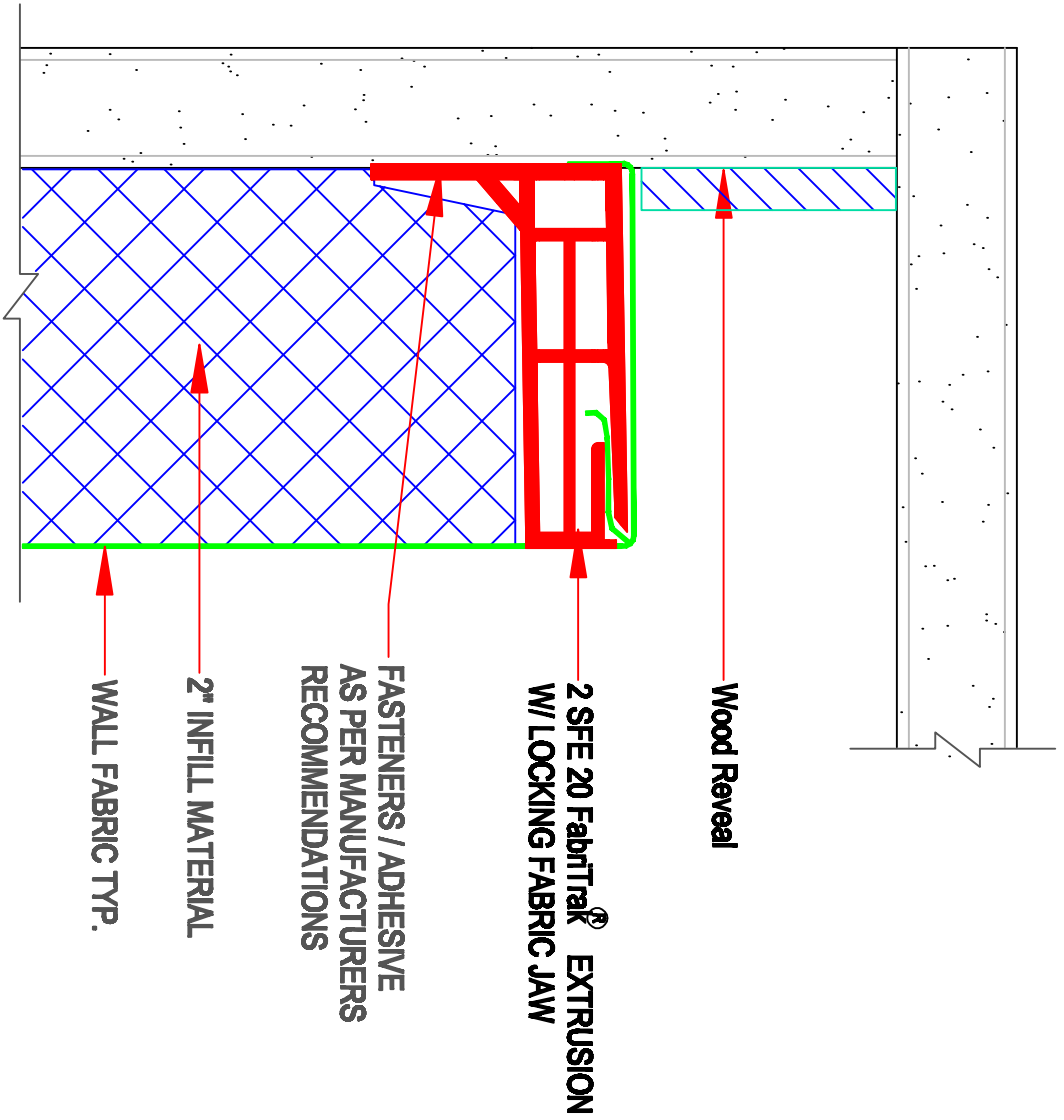 Wood Reveal
2 SFE 20 FabriTrak® EXTRUSION
W/ LOCKING FABRIC JAW
FASTENERS / ADHESIVE
AS PER MANUFACTURERS
RECOMMENDATIONS
2" INFILL MATERIAL
WALL FABRIC TYP.